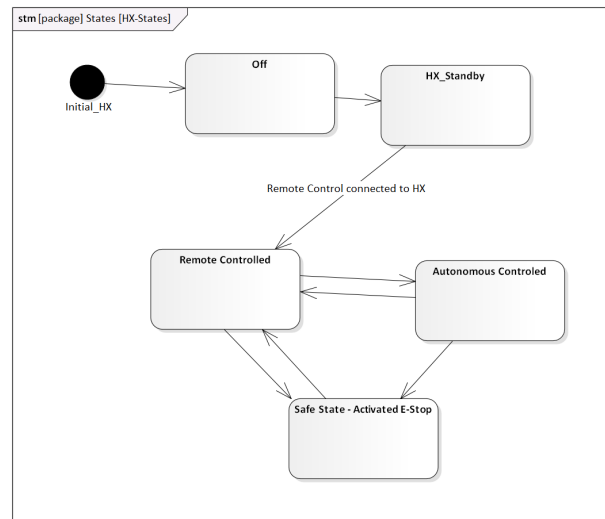 stm [package] States [HX-States]
Off
HX_Standby
Initial_HX
Remote Control connected to HX
Remote Controlled
Autonomous Controled
Safe State - Activated E-Stop